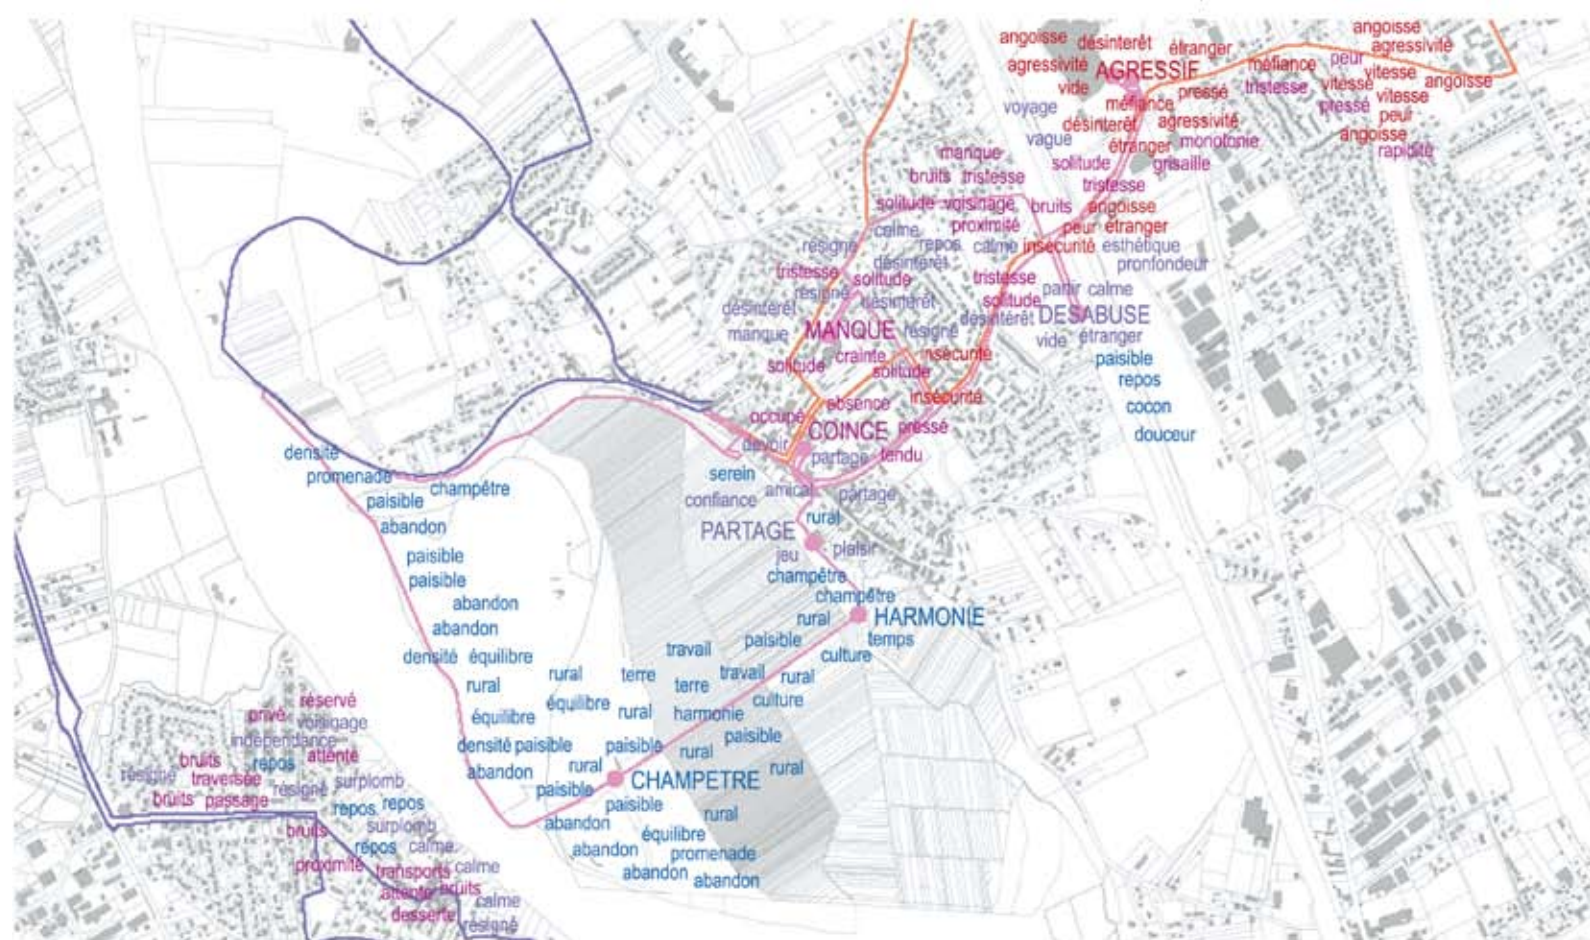 angoisse
désinterêt
étranger
angoisse
agressivité
agressivité
AGRESSIF
méfiance
peur
vitesse
vide
pressé
tristesse
vitesse
angoisse
voyage
méfiance
pressé
vitesse
désinterêt
agressivité
peur
vague
étranger
monotonie
angoisse
rapidité
manque
solitude
grisaille
bruits
tristesse
tristesse
solitude
voisinage
bruits
angoisse
proximité
peur
etranger
calme
résigné
repos
calme
insécurité
esthétique
désintérêt
pronfondeur
tristesse
solitude
tristesse
résigné
désintérêt
solitude
partir
calme
désintérêt
désintérêt
DESABUSE
manque
MANQUE
résigné
vide
étranger
crainte
insécurité
paisible
solitude
solitude
repos
insécurité
absence
cocon
occupé
COINCE
pressé
douceur
devoir
partage
tendu
densité
promenade
serein
paisible
champêtre
confiance
amical
partage
abandon
rural
PARTAGE
paisible
jeu
plaisir
paisible
champêtre
abandon
champêtre
abandon
rural
HARMONIE
densité
équilibre
travail
paisible
temps
culture
rural
rural
terre
travail
rural
terre
équilibre
équilibre
rural
harmonie
culture
densité
paisible
paisible
rural
paisible
abandon
rural
CHAMPETRE
rural
paisible
paisible
rural
abandon
équilibre
abandon
promenade
abandon
abandon
réservé
privé
voisigage
indépendance
bruits
repos
attente
résigné
traversée
résigné
surplomb
bruits
passage
repos
repos
bruits
surplomb
repos
calme
proximité
transports
calme
attente
bruits
calme
desserte
résigné